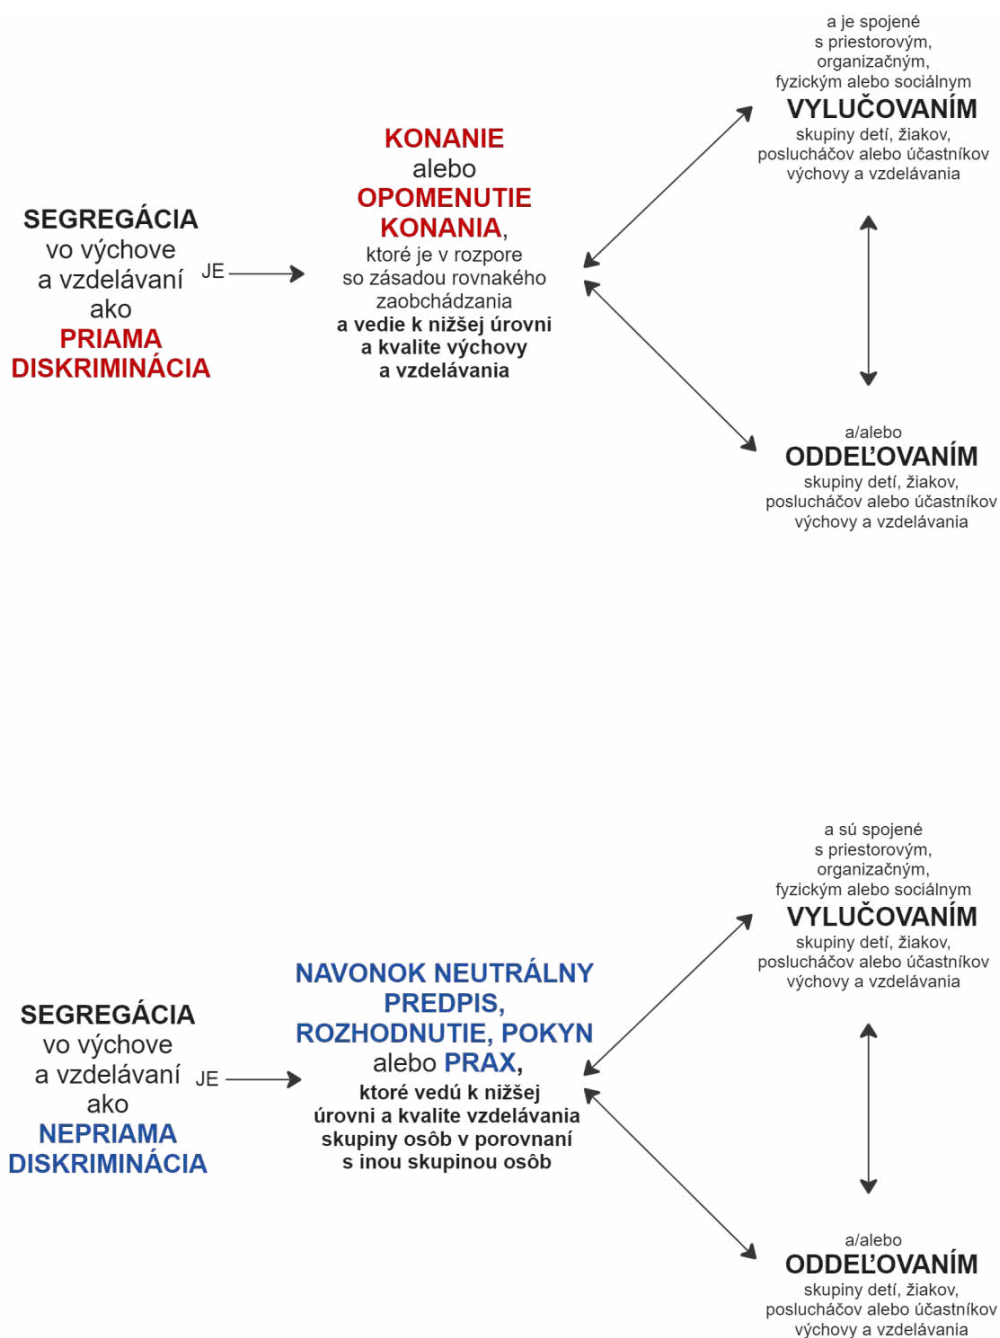 SEGREGÁCIA
vo výchove
a vzdelávaní
ako
PRIAMA
DISKRIMINÁCIA
JE
KONANIE
alebo
OPOMENUTIE
KONANIA,
ktoré je v rozpore
so zásadou rovnakého
zaobchádzania
a vedie k nižšej úrovni
a kvalite výchovy
a vzdelávania
a je spojené
s priestorovým,
organizačným,
fyzickým alebo sociálnym
VYLUČOVANÍM
skupiny detí, žiakov,
poslucháčov alebo účastníkov
výchovy a vzdelávania
a/alebo
ODDEĽOVANÍM
skupiny detí, žiakov,
poslucháčov alebo účastníkov
výchovy a vzdelávania
SEGREGÁCIA
vo výchove
a vzdelávaní
ako
NEPRIAMA
DISKRIMINÁCIA
JE
NAVONOK NEUTRÁLNY
PREDPIS,
ROZHODNUTIE, POKYN
alebo PRAX,
ktoré vedú k nižšej
úrovni a kvalite vzdelávania
skupiny osôb v porovnaní
s inou skupinou osôb
a sú spojené
s priestorovým,
organizačným,
fyzickým alebo sociálnym
VYLUČOVANÍM
skupiny detí, žiakov,
poslucháčov alebo účastníkov
výchovy a vzdelávania
a/alebo
ODDEĽOVANÍM
skupiny detí, žiakov,
poslucháčov alebo účastníkov
výchovy a vzdelávania